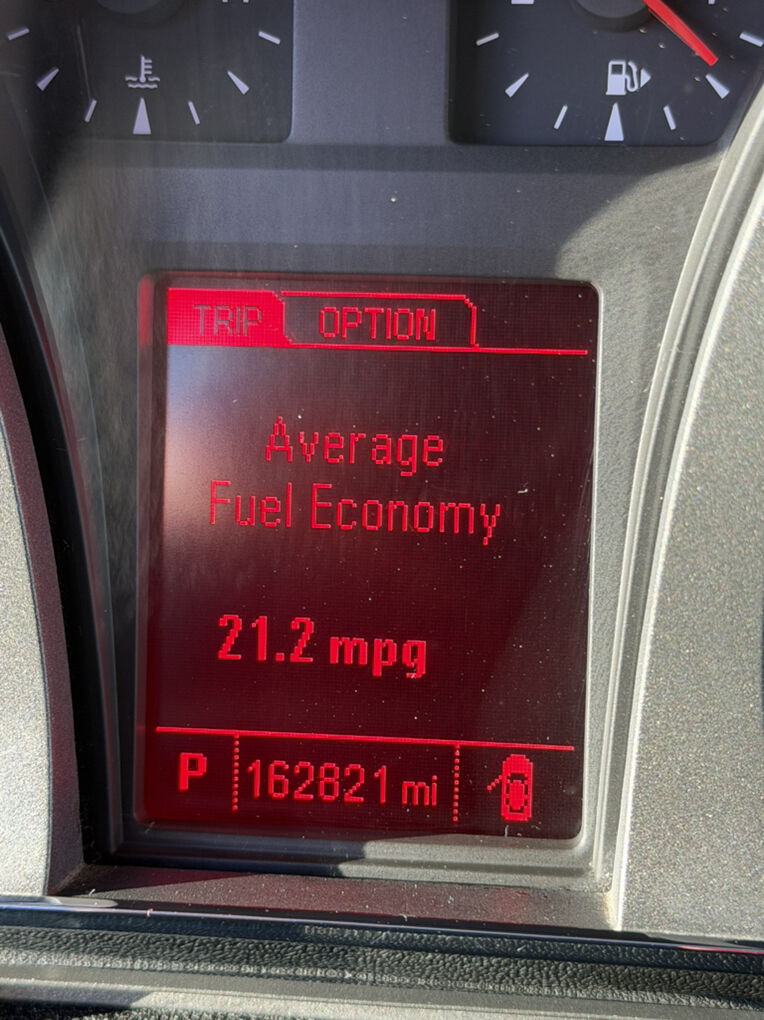 TRIP OPTION
Average
Fuel Economy
21.2 mpg
P 162821 mi